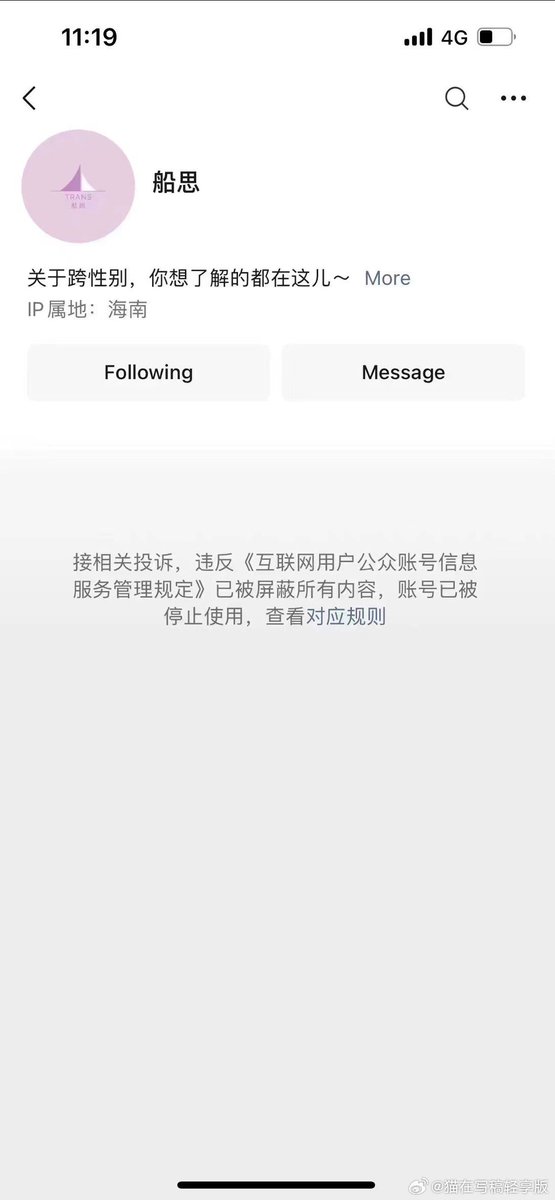 11:19
4G
TRANS
船思
船思
关于跨性别，你想了解的都在这儿～ More
IP属地：海南
Following
Message
接相关投诉，违反《互联网用户公众账号信息
服务管理规定》已被屏蔽所有内容，账号已被
停止使用，查看对应规则
@猫在写稿轻享版